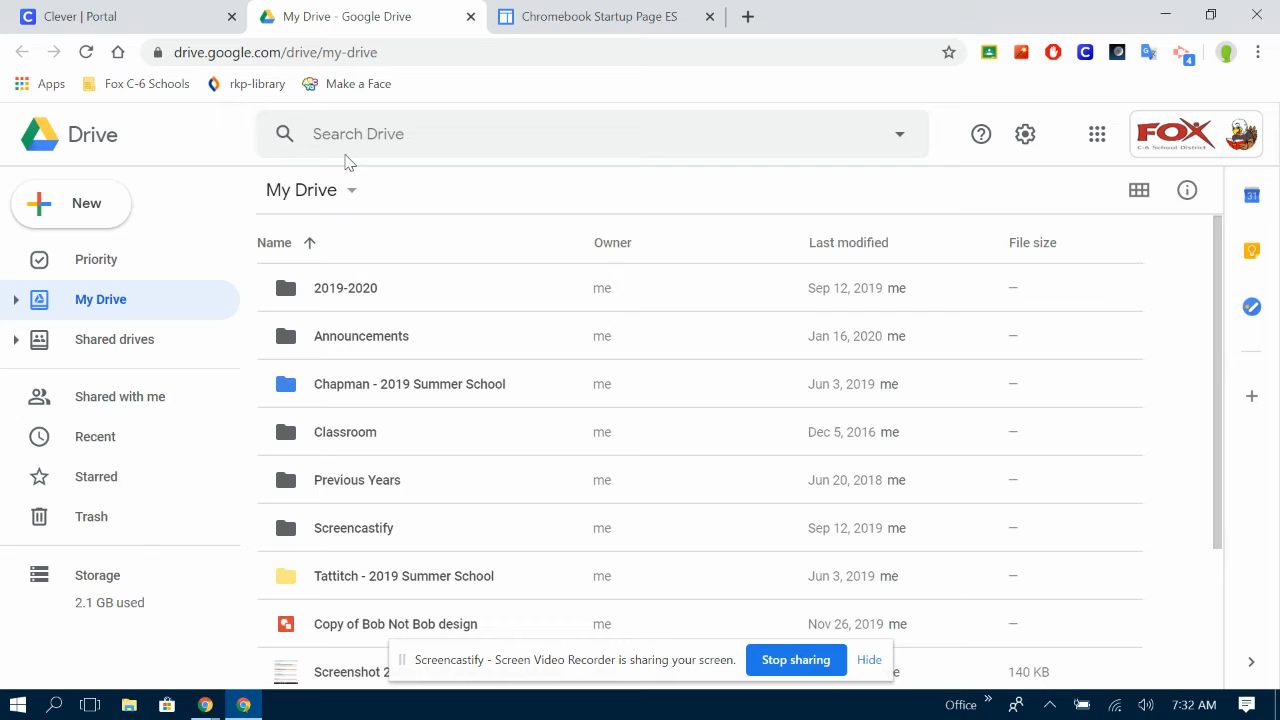 Clever | Portal
My Drive - Google Drive
Chromebook Startup Page ES
drive.google.com/drive/my-drive
4
Apps
Fox C-6 Schools
rkp-library
Make a Face
Drive
Search Drive
FOX
C-6 School District
New
My Drive
31
Priority
My Drive
Shared drives
Shared with me
Recent
Starred
Trash
Storage
2.1 GB used
Name
Owner
Last modified
File size
2019-2020 me Sep 12, 2019 me —
Announcements me Jan 16, 2020 me —
Chapman - 2019 Summer School me Jun 3, 2019 me —
Classroom me Dec 5, 2016 me —
Previous Years me Jun 20, 2018 me —
Screencastify me Sep 12, 2019 me —
Tattitch - 2019 Summer School me Jun 3, 2019 me —
Copy of Bob Not Bob design me Nov 26, 2019 me —
Screenshot 2 140 KB
Screencastify - Screen Video Recorder is sharing your screen.
Stop sharing
Hide
Office
7:32 AM